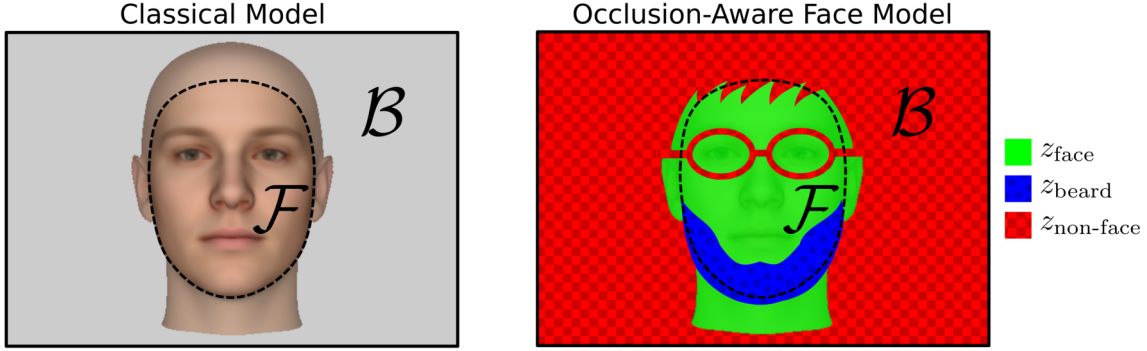 Classical Model
Occlusion-Aware Face Model
ℬ
ℱ
ℬ
ℱ
z_face
z_beard
z_non-face